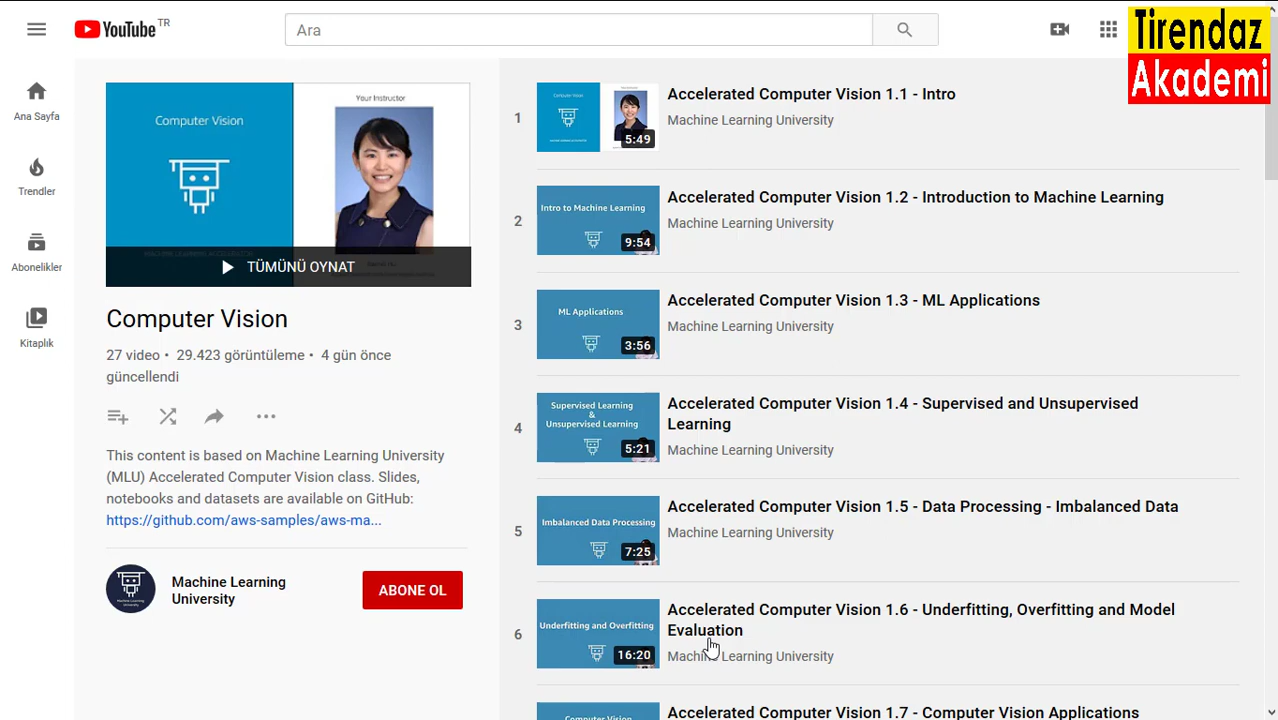 YouTube TR
Ara
Tirendaz
Akademi
Ana Sayfa
Trendler
Abonelikler
Kitaplık
Computer Vision
Your Instructor
TÜMÜNÜ OYNAT
Computer Vision
27 video • 29.423 görüntüleme • 4 gün önce
güncellendi
This content is based on Machine Learning University
(MLU) Accelerated Computer Vision class. Slides,
notebooks and datasets are available on GitHub:
https://github.com/aws-samples/aws-ma...
Machine Learning
University
ABONE OL
1
Computer Vision
5:49
Accelerated Computer Vision 1.1 - Intro
Machine Learning University
2
Intro to Machine Learning
9:54
Accelerated Computer Vision 1.2 - Introduction to Machine Learning
Machine Learning University
3
ML Applications
3:56
Accelerated Computer Vision 1.3 - ML Applications
Machine Learning University
4
Supervised Learning
&
Unsupervised Learning
5:21
Accelerated Computer Vision 1.4 - Supervised and Unsupervised
Learning
Machine Learning University
5
Imbalanced Data Processing
7:25
Accelerated Computer Vision 1.5 - Data Processing - Imbalanced Data
Machine Learning University
6
Underfitting and Overfitting
16:20
Accelerated Computer Vision 1.6 - Underfitting, Overfitting and Model
Evaluation
Machine Learning University
Computer Vision
Accelerated Computer Vision 1.7 - Computer Vision Applications